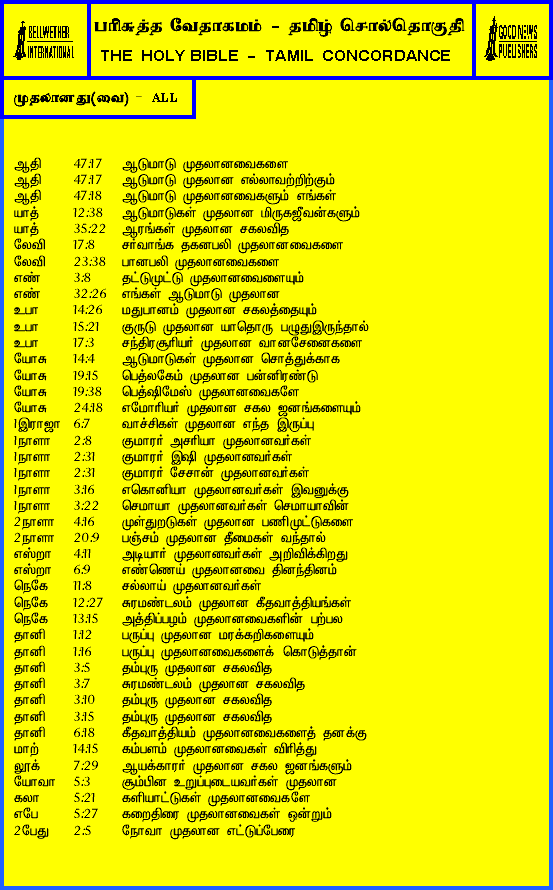 BELLWETHER
INTERNATIONAL
பரிசுத்த வேதாகமம் - தமிழ் சொல்தொகுதி
THE HOLY BIBLE - TAMIL CONCORDANCE
GOOD NEWS
PUBLISHERS
முதலானது(வை) - ALL
ஆதி 47:17 ஆடுமாடு முதலானவைகளை
ஆதி 47:17 ஆடுமாடு முதலான எல்லாவற்றிற்கும்
ஆதி 47:18 ஆடுமாடு முதலானவைகளும் எங்கள்
யாத் 12:38 ஆடுமாடுகள் முதலான மிருகஜீவன்களும்
யாத் 35:22 ஆரங்கள் முதலான சகலவித
லேவி 17:8 சர்வாங்க தகனபலி முதலானவைகளை
லேவி 23:38 பானபலி முதலானவைகளை
எண் 3:8 தட்டுமுட்டு முதலானவைளையும்
எண் 32:26 எங்கள் ஆடுமாடு முதலான
உபா 14:26 மதுபானம் முதலான சகலத்தையும்
உபா 15:21 குருடு முதலான யாதொரு பழுதுஇருந்தால்
உபா 17:3 சந்திரசூரியர் முதலான வானசேனைகளை
யோசு 14:4 ஆடுமாடுகள் முதலான சொத்துக்காக
யோசு 19:15 பெத்லகேம் முதலான பன்னிரண்டு
யோசு 19:38 பெத்ஷிமேஸ் முதலானவைகளே
யோசு 24:18 எமோரியர் முதலான சகல ஜனங்களையும்
1இராஜா 6:7 வாச்சிகள் முதலான எந்த இருப்பு
1நாளா 2:8 குமாரர் அசரியா முதலானவர்கள்
1நாளா 2:31 குமாரர் இஷி முதலானவர்கள்
1நாளா 2:31 குமாரர் சேசான் முதலானவர்கள்
1நாளா 3:16 எகொனியா முதலானவர்கள் இவனுக்கு
1நாளா 3:22 செமாயா முதலானவர்கள் செமாயாவின்
2நாளா 4:16 முள்துறடுகள் முதலான பணிமுட்டுகளை
2நாளா 20:9 பஞ்சம் முதலான தீமைகள் வந்தால்
எஸ்றா 4:11 அடியார் முதலானவர்கள் அறிவிக்கிறது
எஸ்றா 6:9 எண்ணெய் முதலானவை தினந்தினம்
நெகே 11:8 சல்லாய் முதலானவர்கள்
நெகே 12:27 சுரமண்டலம் முதலான கீதவாத்தியங்கள்
நெகே 13:15 அத்திப்பழம் முதலானவைகளின் பற்பல
தானி 1:12 பருப்பு முதலான மரக்கறிகளையும்
தானி 1:16 பருப்பு முதலானவைகளைக் கொடுத்தான்
தானி 3:5 தம்புரு முதலான சகலவித
தானி 3:7 சுரமண்டலம் முதலான சகலவித
தானி 3:10 தம்புரு முதலான சகலவித
தானி 3:15 தம்புரு முதலான சகலவித
தானி 6:18 கீதவாத்தியம் முதலானவைகளைத் தனக்கு
மாற் 14:15 கம்பளம் முதலானவைகள் விரித்து
லூக் 7:29 ஆயக்காரர் முதலான சகல ஜனங்களும்
யோவா 5:3 சூம்பின உறுப்புடையவர்கள் முதலான
கலா 5:21 களியாட்டுகள் முதலானவைகளே
எபே 5:27 கறைதிரை முதலானவைகள் ஒன்றும்
2பேது 2:5 நோவா முதலான எட்டுப்பேரை